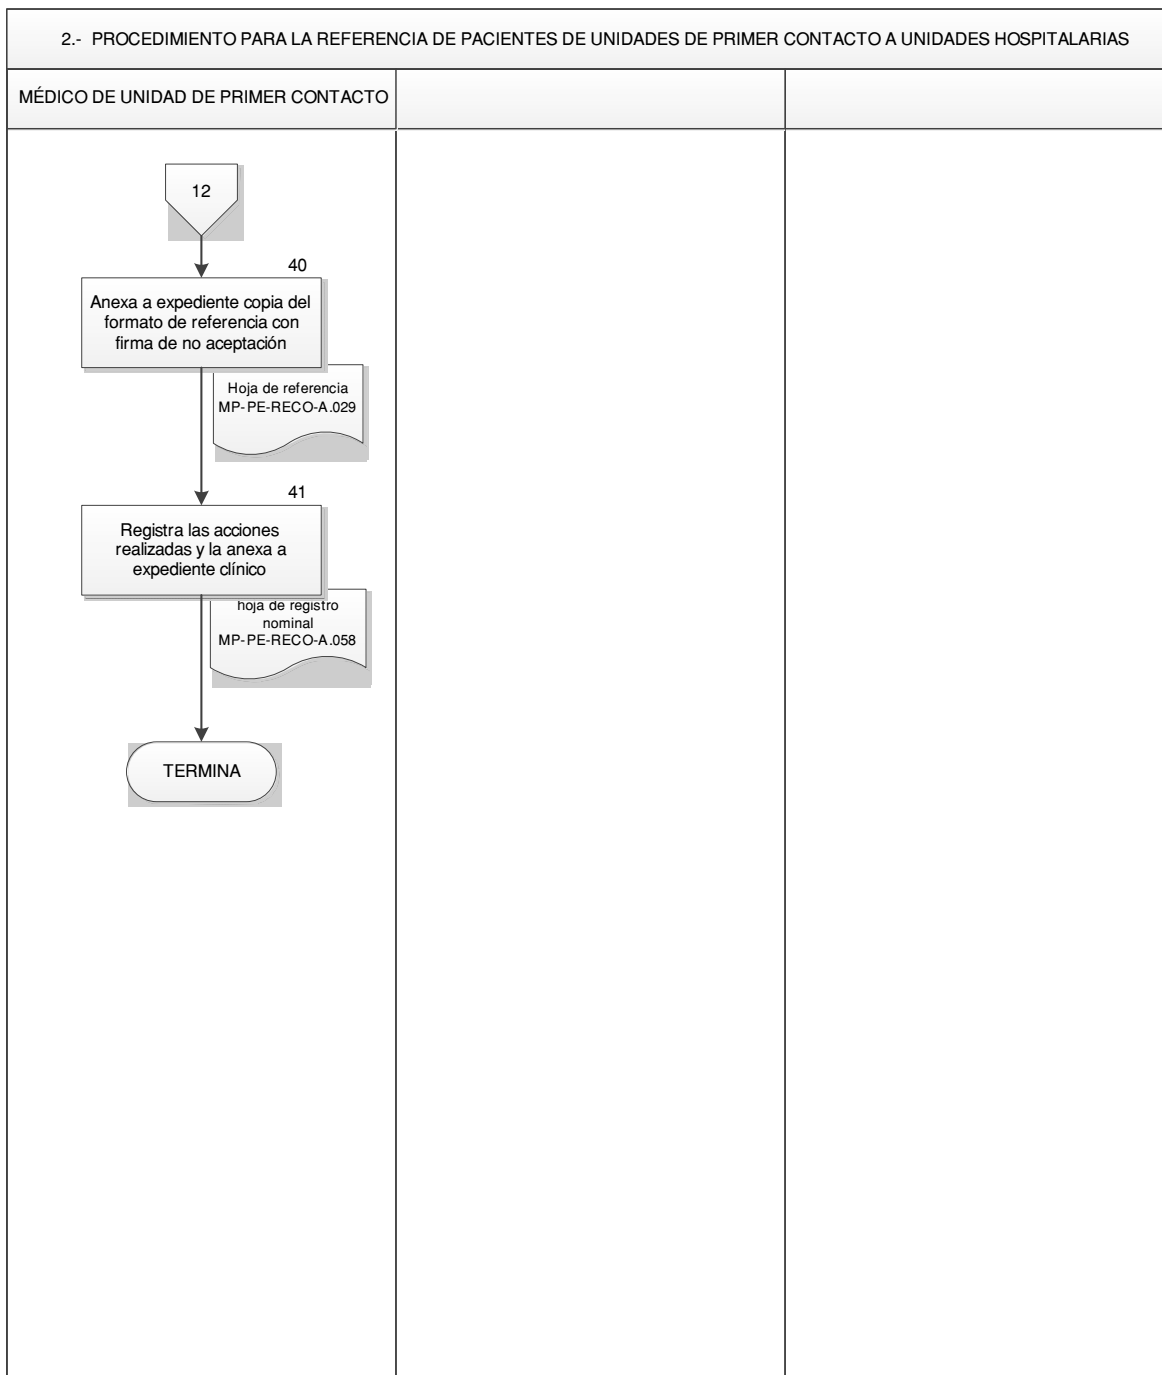 2.- PROCEDIMIENTO PARA LA REFERENCIA DE PACIENTES DE UNIDADES DE PRIMER CONTACTO A UNIDADES HOSPITALARIAS
MÉDICO DE UNIDAD DE PRIMER CONTACTO
12
40
Anexa a expediente copia del
formato de referencia con
firma de no aceptación
Hoja de referencia
MP-PE-RECO-A.029
41
Registra las acciones
realizadas y la anexa a
expediente clínico
hoja de registro
nominal
MP-PE-RECO-A.058
TERMINA